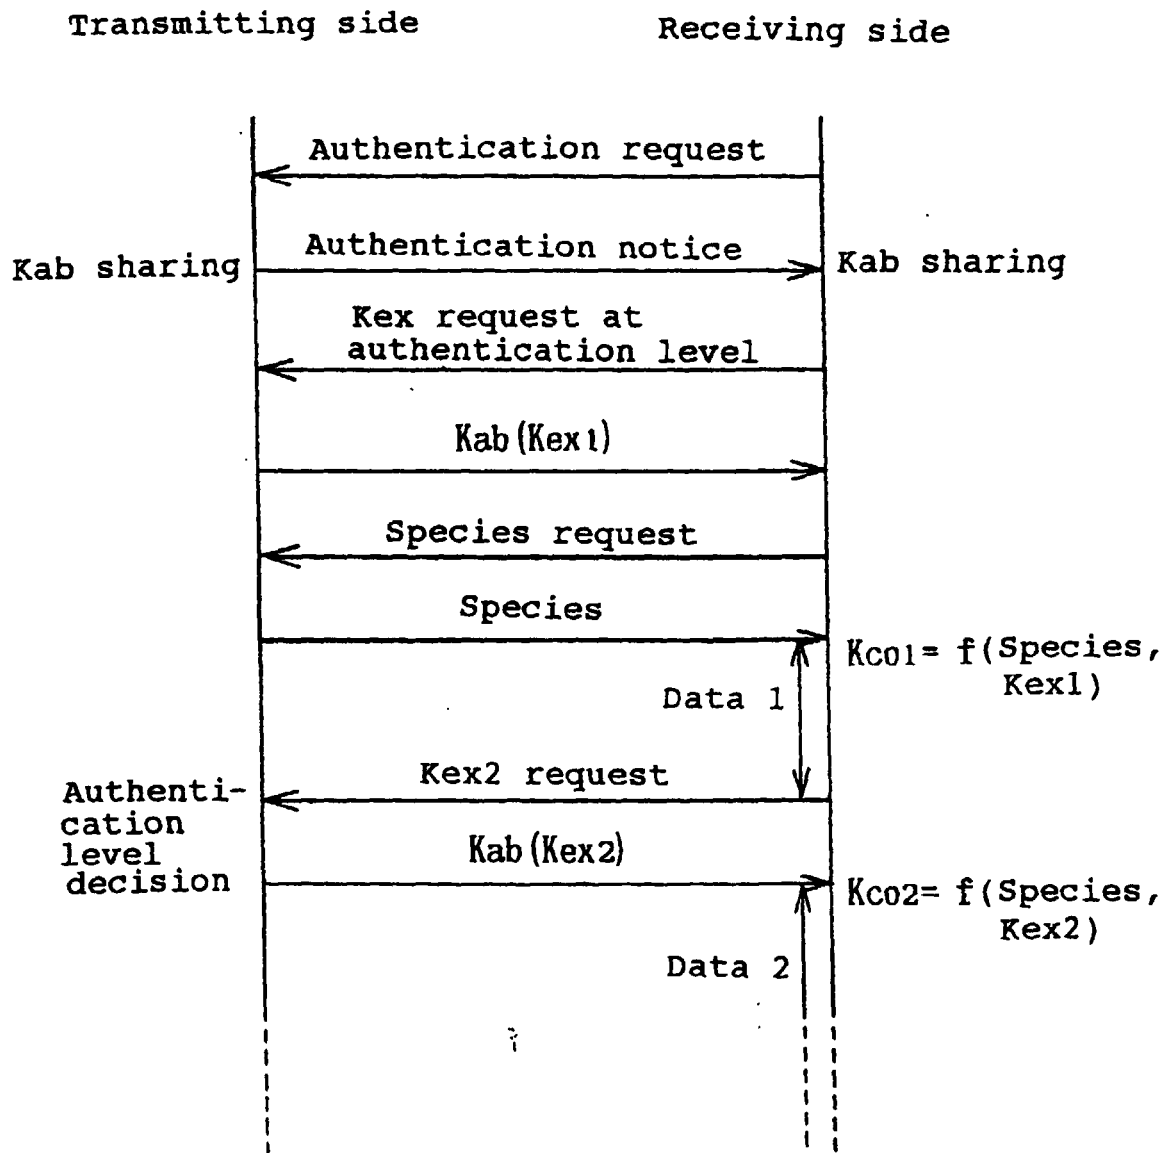 Transmitting side
Receiving side
Authentication request
Authentication notice
Kab sharing
Kab sharing
Kex request at
authentication level
Kab(Kex1)
Species request
Species
Kco1= f(Species,
Kex1)
Data 1
Kex2 request
Authenti-
cation
level
decision
Kab(Kex2)
Kco2= f(Species,
Kex2)
Data 2